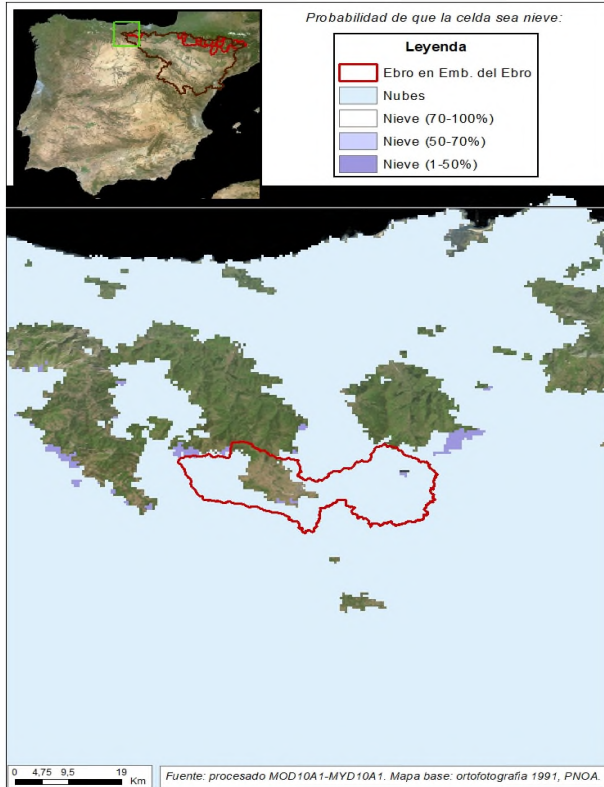 Probabilidad de que la celda sea nieve:
Leyenda
Ebro en Emb. del Ebro
Nubes
Nieve (70-100%)
Nieve (50-70%)
Nieve (1-50%)
0 4,75 9,5 19
Km
Fuente: procesado MOD10A1-MYD10A1. Mapa base: ortofotografía 1991, PNOA.